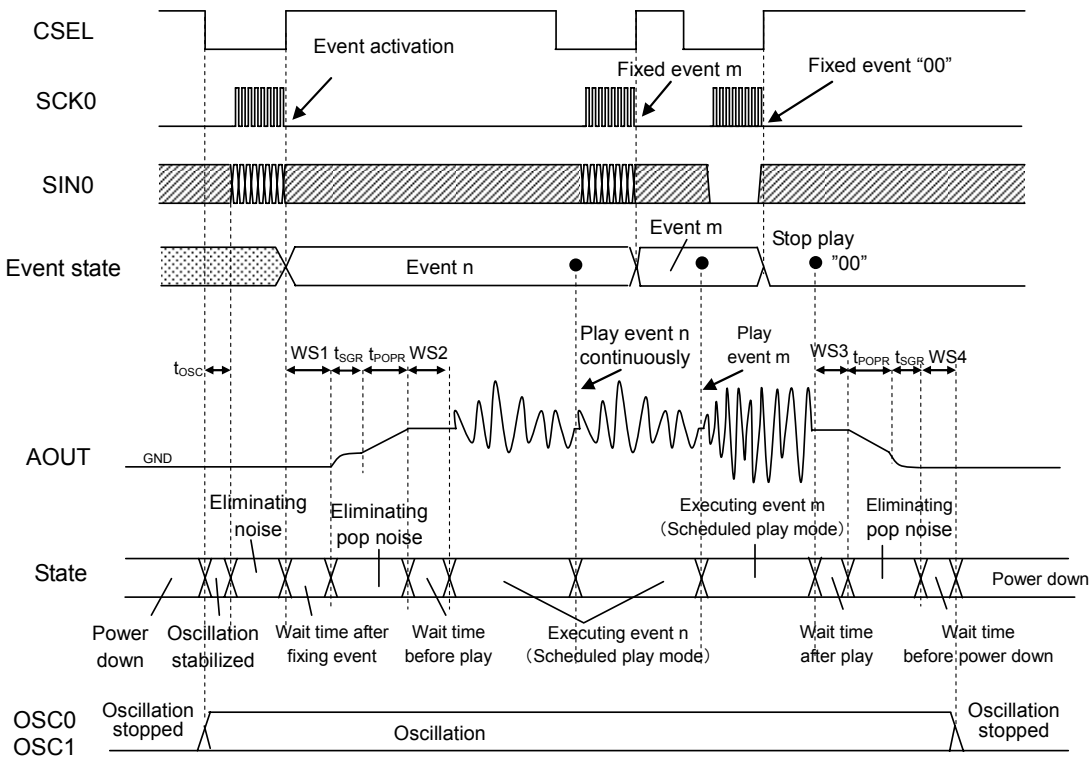 CSEL
Event activation
Fixed event m
Fixed event “00”
SCK0
SIN0
Event m
Stop play
"00"
Event state
Event n
Play event n
continuously
Play
event m
tOSC
WS1
tSGR
tPOPR
WS2
WS3
tPOPR
tSGR
WS4
AOUT
GND
Eliminating
noise
Eliminating
pop noise
Executing event m
(Scheduled play mode)
Eliminating
pop noise
State
Power down
Power
down
Oscillation
stabilized
Wait time after
fixing event
Wait time
before play
Executing event n
(Scheduled play mode)
Wait time
after play
Wait time
before power down
OSC0
OSC1
Oscillation
stopped
Oscillation
Oscillation
stopped